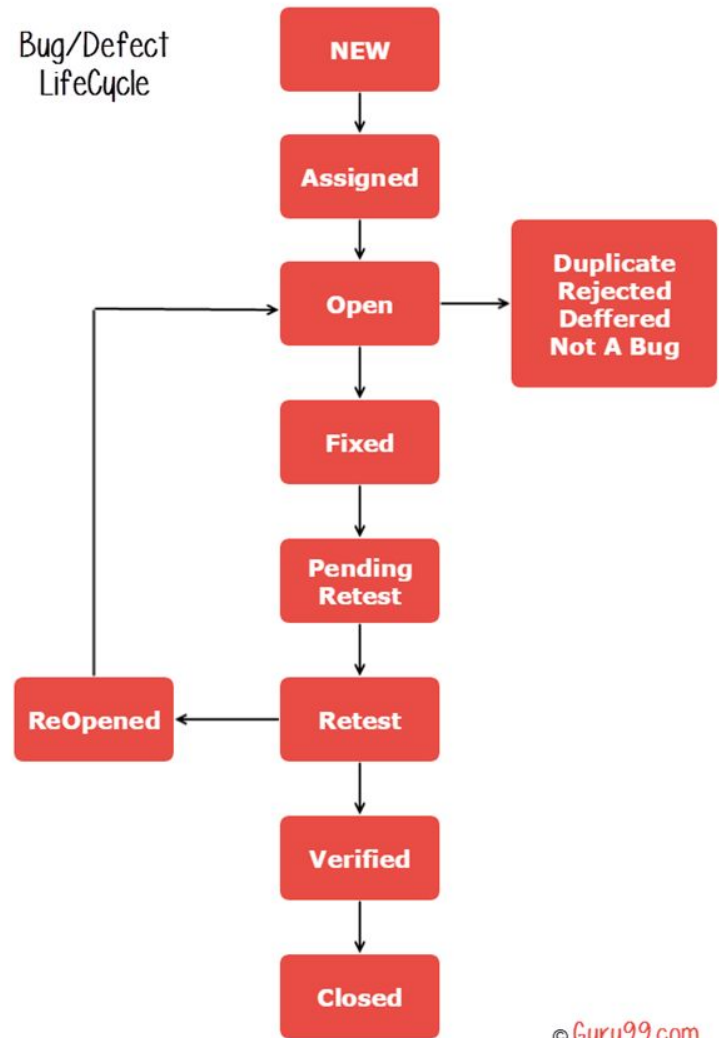 Bug/Defect
LifeCycle
NEW
Assigned
Open
Duplicate
Rejected
Deffered
Not A Bug
Fixed
Pending
Retest
ReOpened
Retest
Verified
Closed
© Guru99.com